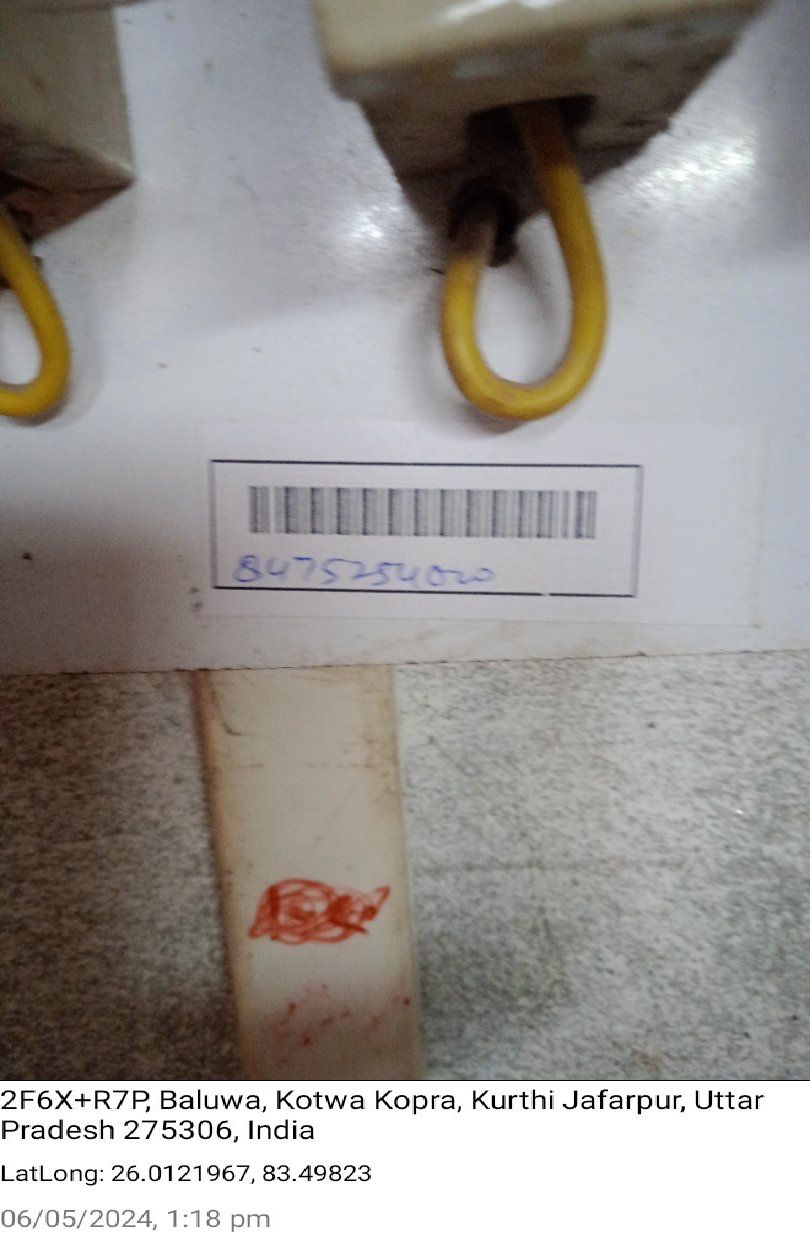 8475254000
2F6X+R7P, Baluwa, Kotwa Kopra, Kurthi Jafarpur, Uttar
Pradesh 275306, India
LatLong: 26.0121967, 83.49823
06/05/2024, 1:18 pm